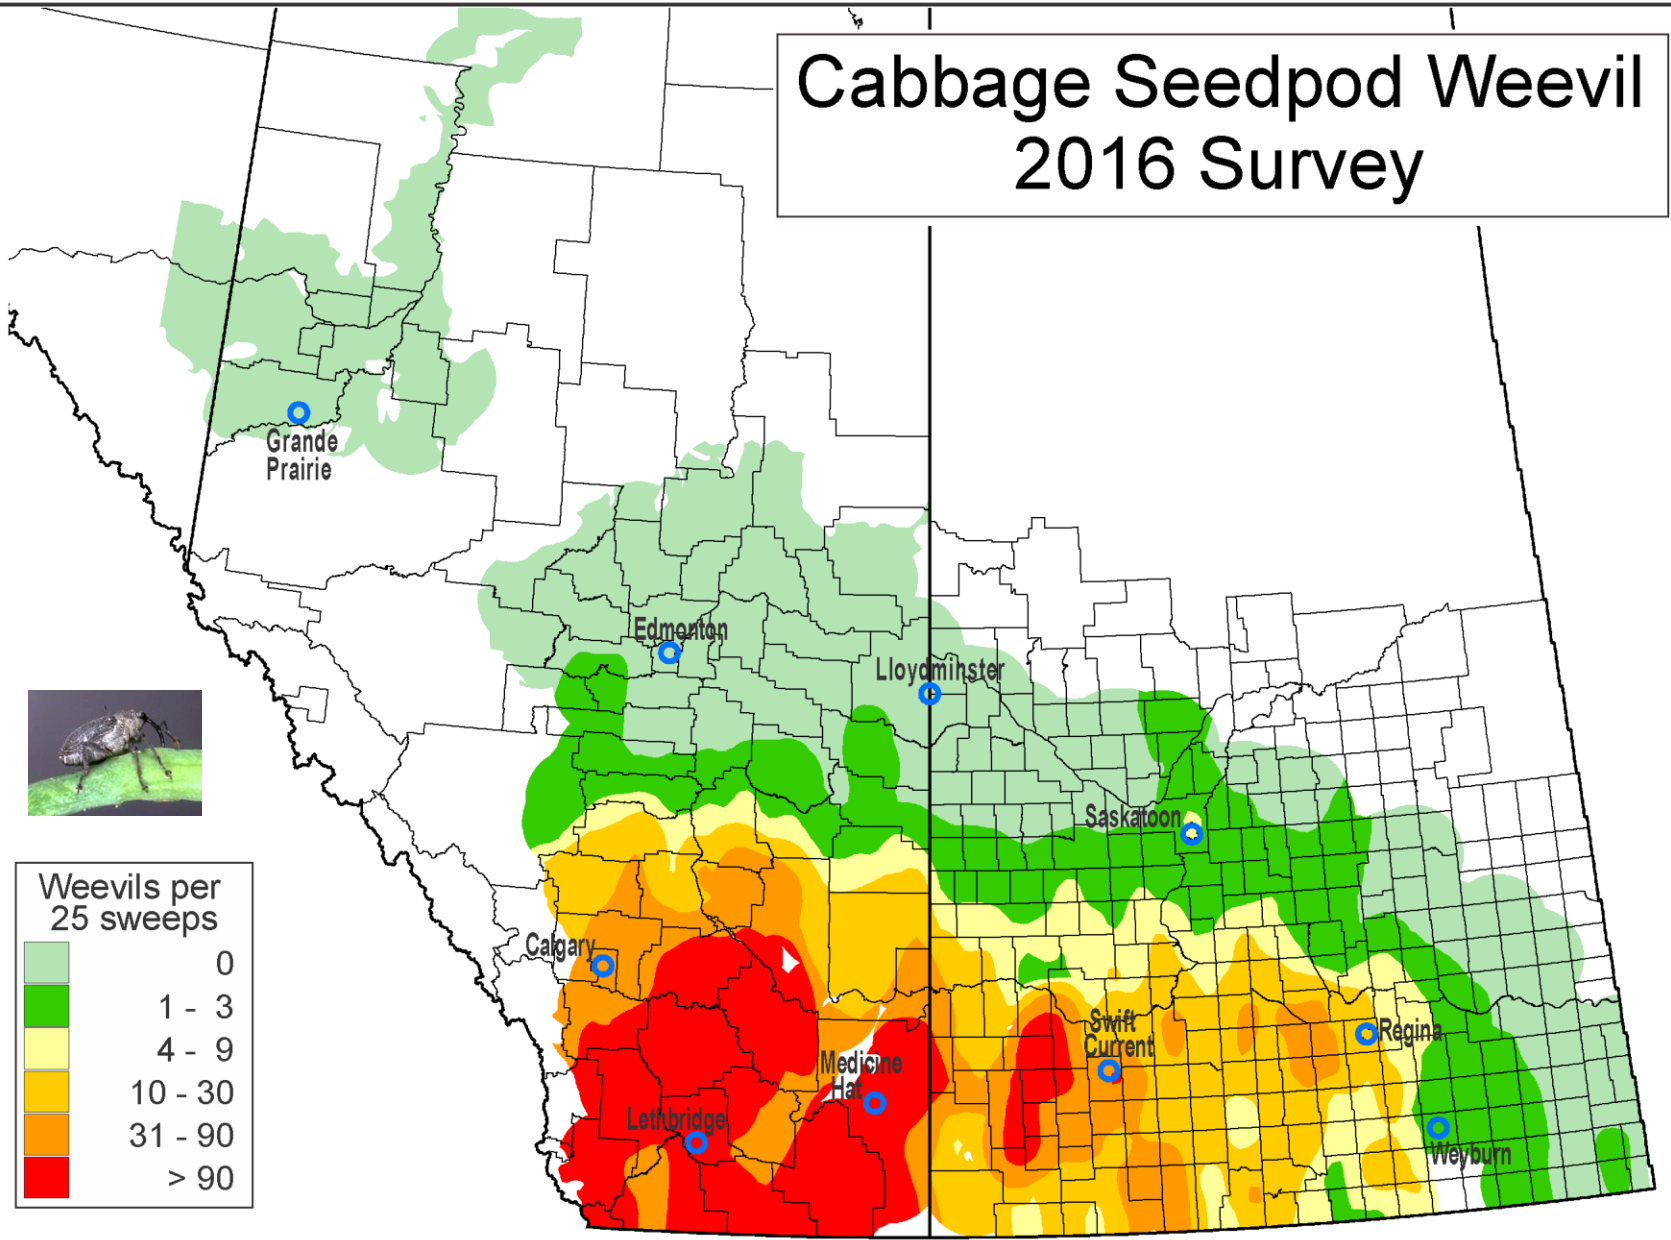 Cabbage Seedpod Weevil
2016 Survey
Grande
Prairie
Edmonton
Lloydminster
Saskatoon
Calgary
Swift
Current
Regina
Medicine
Hat
Lethbridge
Weyburn
Weevils per
25 sweeps
0
1 - 3
4 - 9
10 - 30
31 - 90
> 90